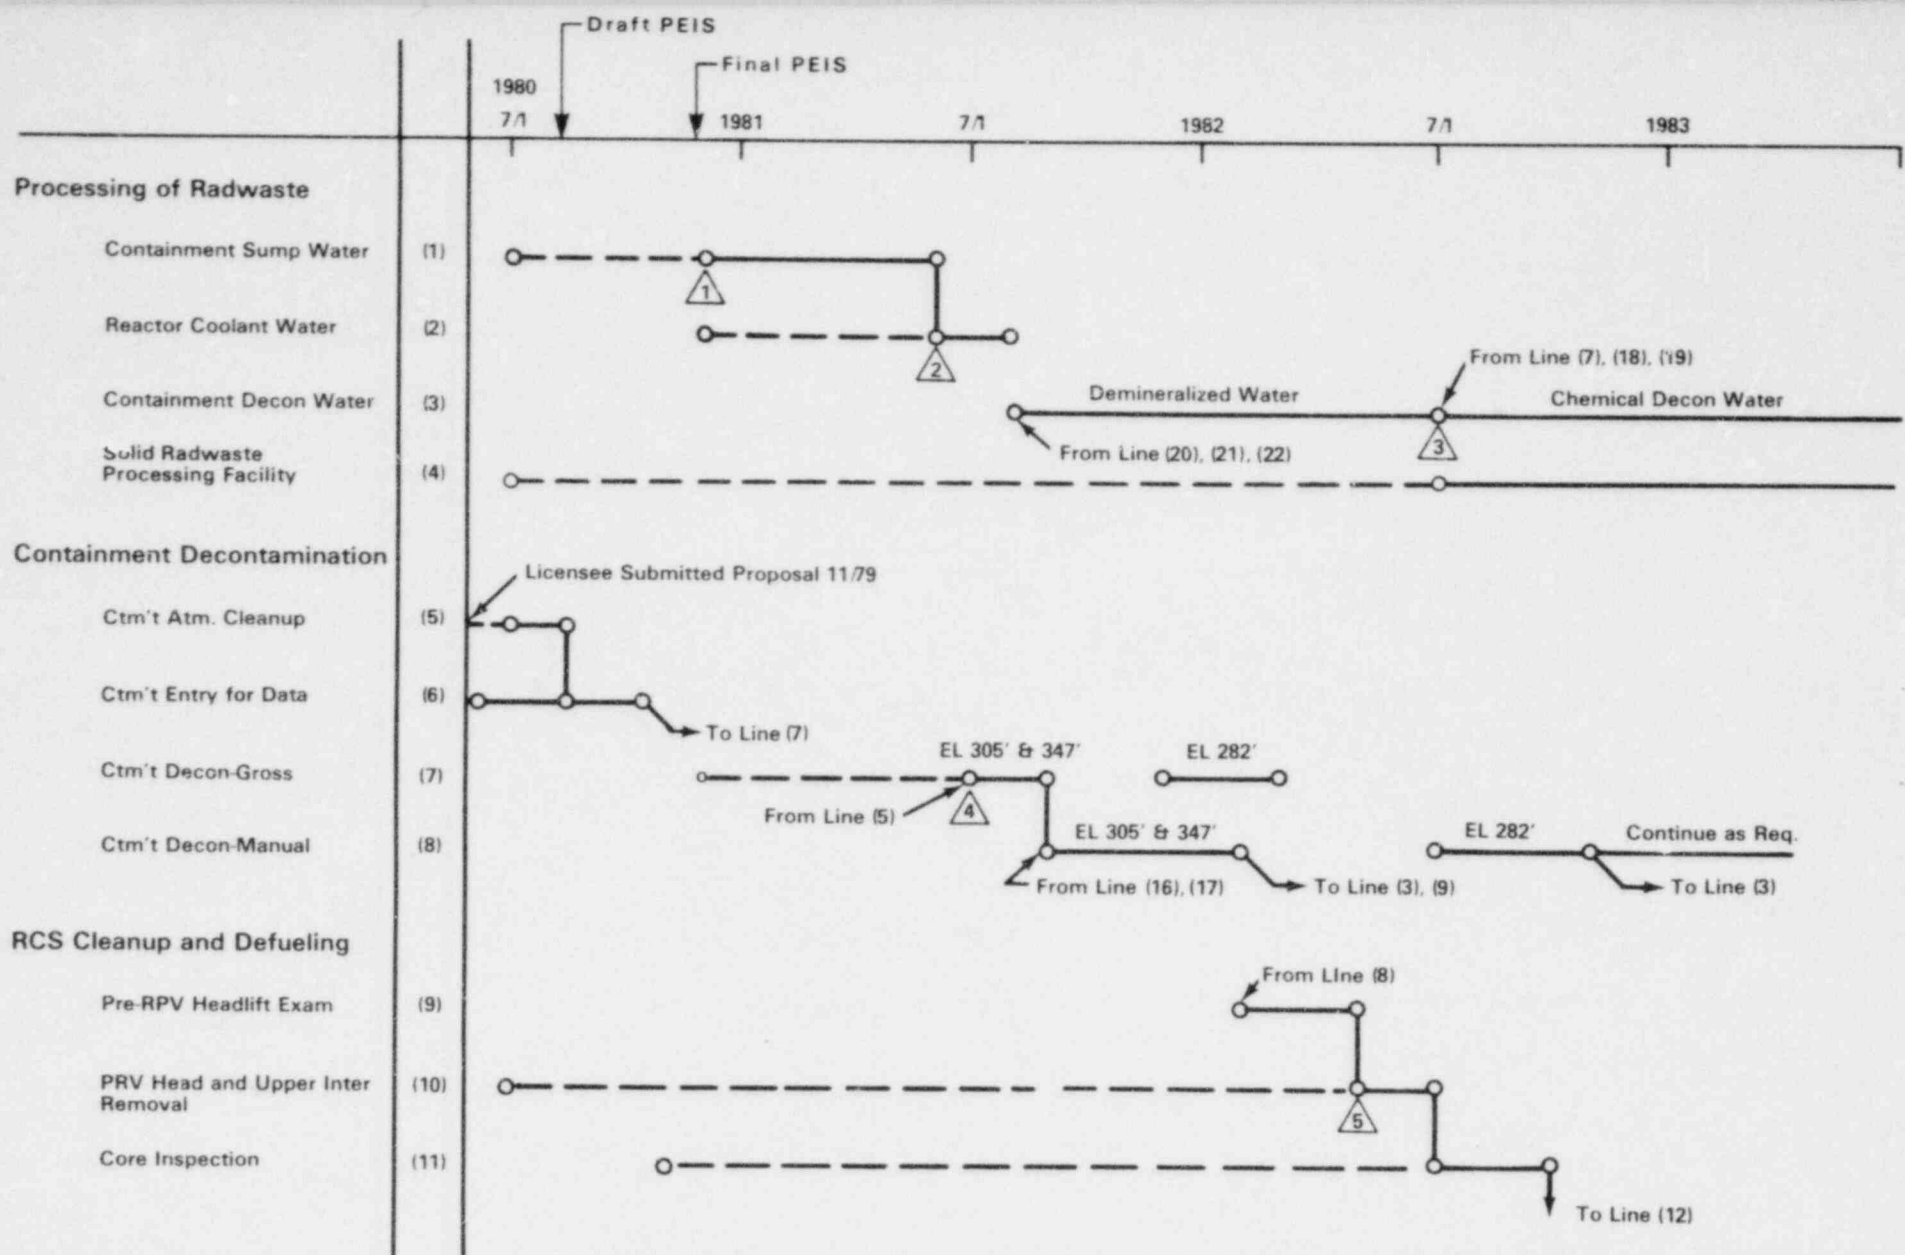 Draft PEIS
Final PEIS
1980
7/1
1981
7/1
1982
7/1
1983
Processing of Radwaste
Containment Sump Water (1)
1
Reactor Coolant Water (2)
2
From Line (7), (18), (19)
Containment Decon Water (3)
Demineralized Water
Chemical Decon Water
3
From Line (20), (21), (22)
Solid Radwaste
Processing Facility (4)
Containment Decontamination
Licensee Submitted Proposal 11/79
Ctm't Atm. Cleanup (5)
Ctm't Entry for Data (6)
To Line (7)
EL 305' & 347'
EL 282'
Ctm't Decon-Gross (7)
From Line (5)
4
EL 305' & 347'
EL 282'
Continue as Req.
Ctm't Decon-Manual (8)
From Line (16), (17)
To Line (3), (9)
To Line (3)
RCS Cleanup and Defueling
From LIne (8)
Pre-RPV Headlift Exam (9)
PRV Head and Upper Inter (10)
Removal
5
Core Inspection (11)
To Line (12)